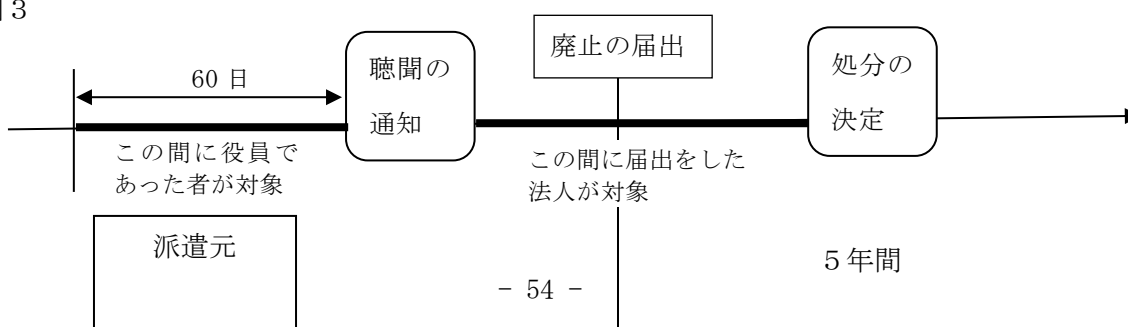 3
廃止の届出
60 日
聴聞の
通知
処分の
決定
この間に役員で
あった者が対象
この間に届出をした
法人が対象
派遣元
５年間
- 54 -